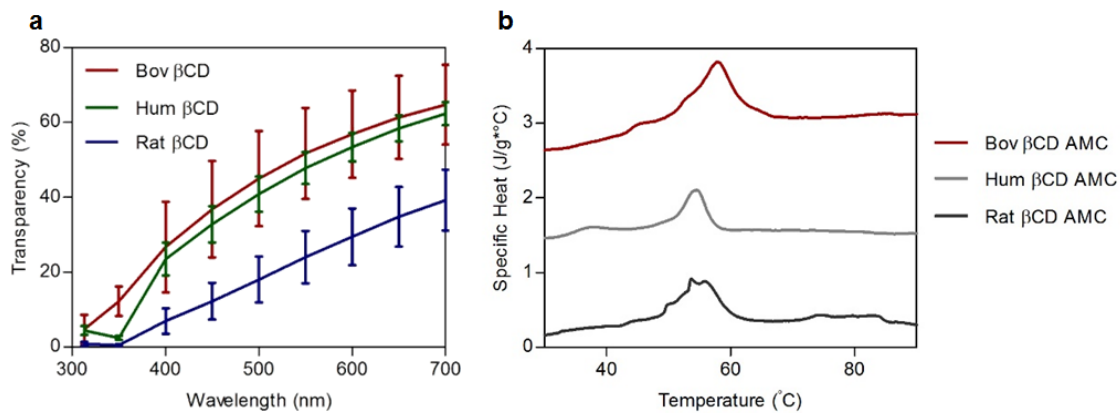 a
80
60
40
20
0
Transparency (%)
Bov βCD
Hum βCD
Rat βCD
300 400 500 600 700
Wavelength (nm)
b
4
3
2
1
0
Specific Heat (J/g*°C)
40 60 80
Temperature (°C)
Bov βCD AMC
Hum βCD AMC
Rat βCD AMC